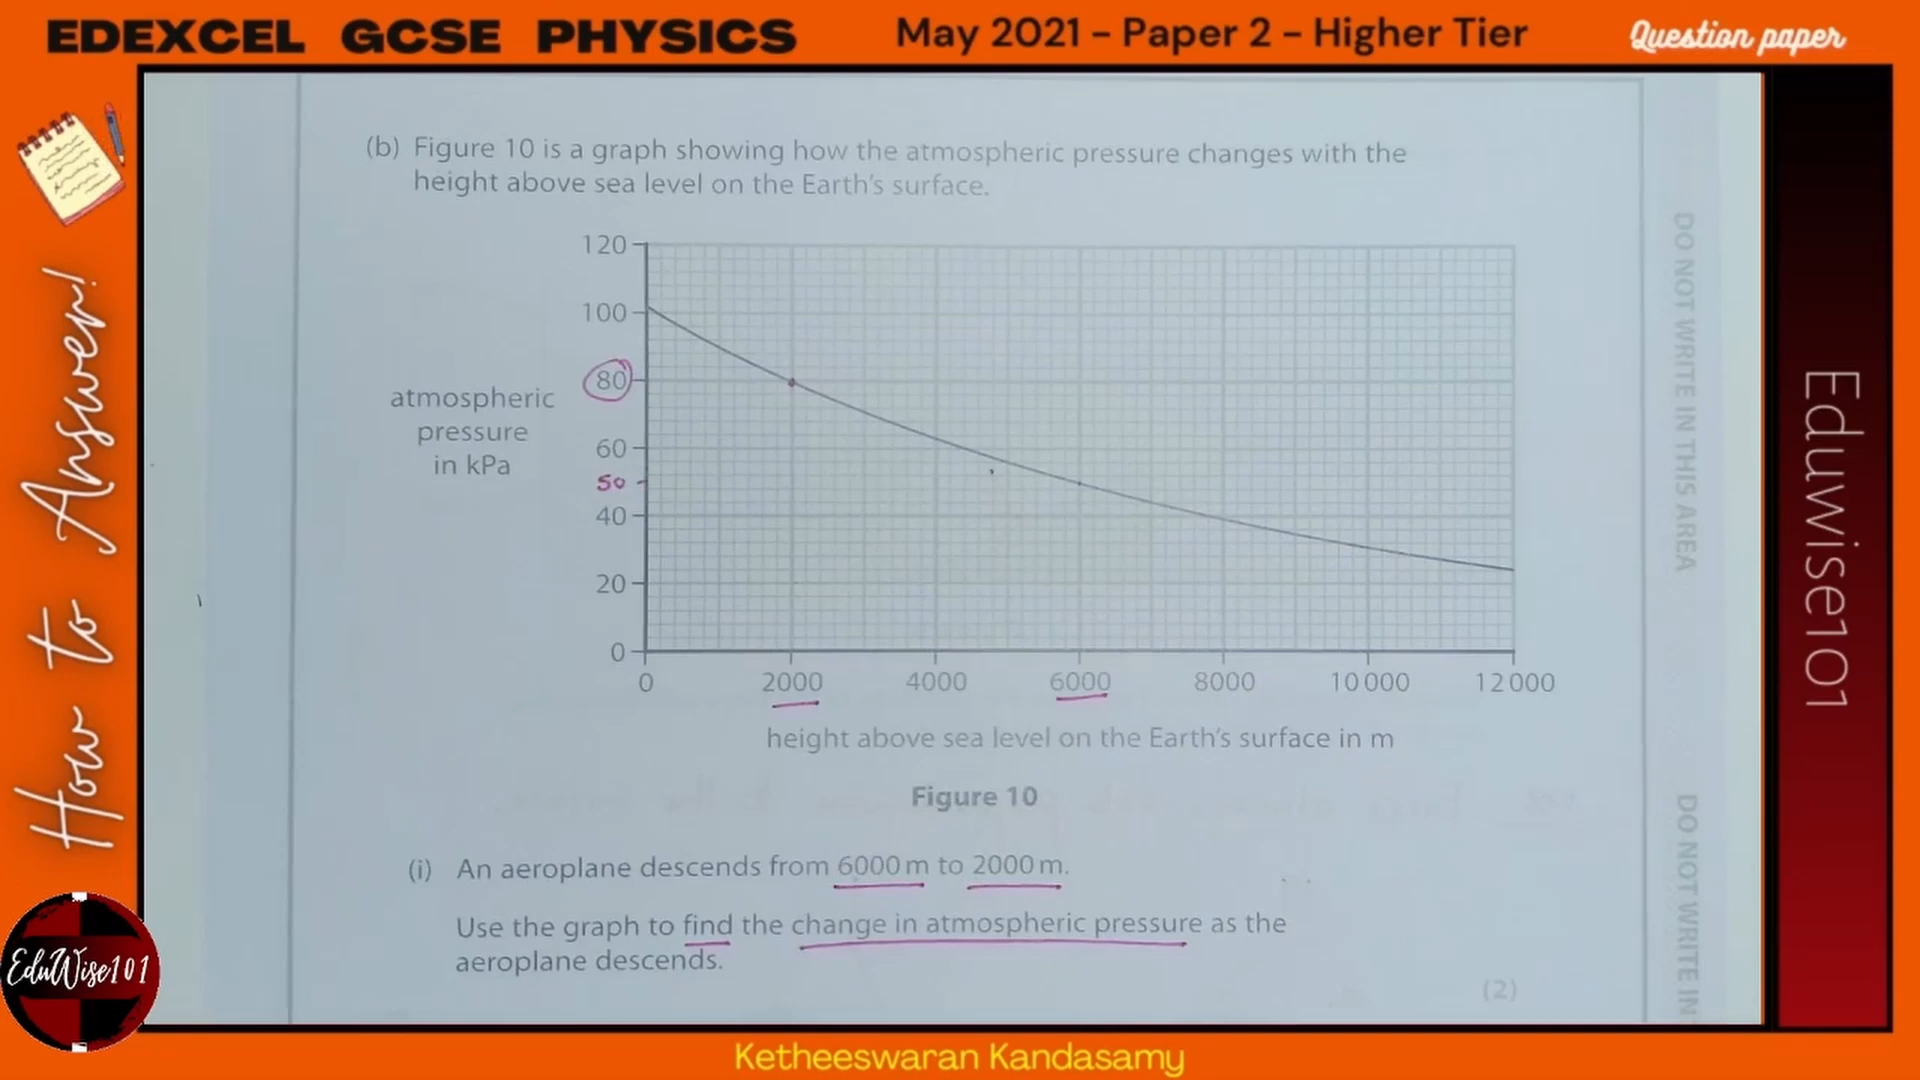 EDEXCEL GCSE PHYSICS
May 2021 - Paper 2 - Higher Tier
Question paper
How to Answer!
(b) Figure 10 is a graph showing how the atmospheric pressure changes with the
height above sea level on the Earth's surface.
120
100
80
60
50
40
20
0
atmospheric
pressure
in kPa
0 2000 4000 6000 8000 10 000 12 000
height above sea level on the Earth's surface in m
Figure 10
(i) An aeroplane descends from 6000 m to 2000 m.
Use the graph to find the change in atmospheric pressure as the
aeroplane descends.
(2)
DO NOT WRITE IN THIS AREA
DO NOT WRITE IN
Eduwise101
EduWise101
Ketheeswaran Kandasamy